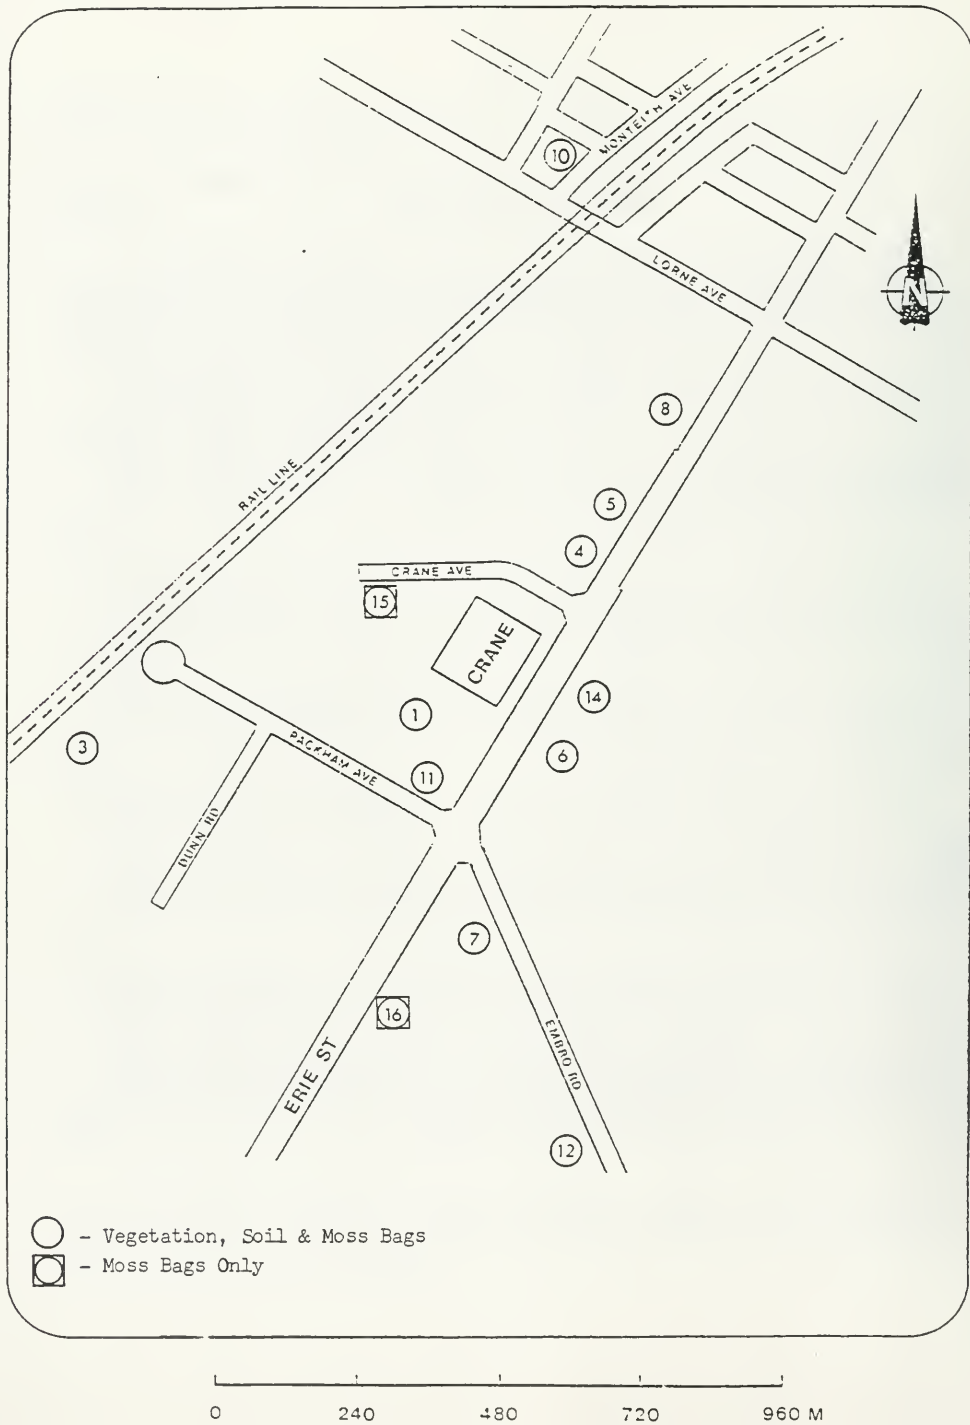 MONTEITH AVE
10
LORNE AVE
N
8
RAIL LINE
5
4
CRANE AVE
15
CRANE
14
1
3
6
PACKHAM AVE
11
DUNN RD
7
16
EMBRO RD
ERIE ST
12
- Vegetation, Soil & Moss Bags
- Moss Bags Only
0 240 480 720 960 M